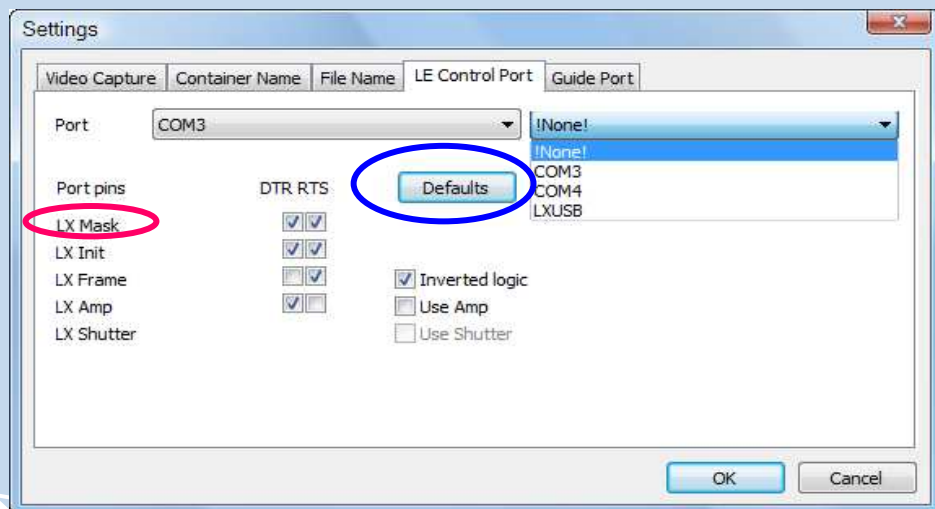 Settings
Video Capture Container Name File Name LE Control Port Guide Port
Port COM3 !None!
!None!
COM3
Port pins DTR RTS Defaults COM4
LXUSB
LX Mask
LX Init
LX Frame Inverted logic
LX Amp Use Amp
LX Shutter Use Shutter
OK Cancel